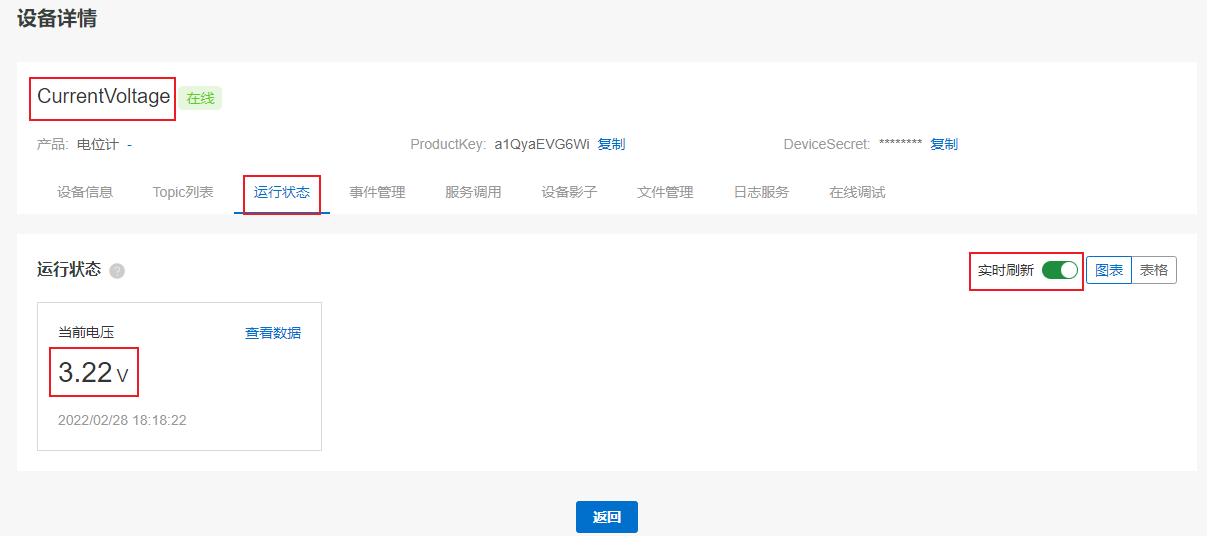 设备详情
CurrentVoltage 在线
产品: 电位计 - ProductKey: a1QyaEVG6Wi 复制 DeviceSecret: ******** 复制
设备信息 Topic列表 运行状态 事件管理 服务调用 设备影子 文件管理 日志服务 在线调试
运行状态 ? 实时刷新 图表 表格
当前电压 查看数据
3.22 V
2022/02/28 18:18:22
返回